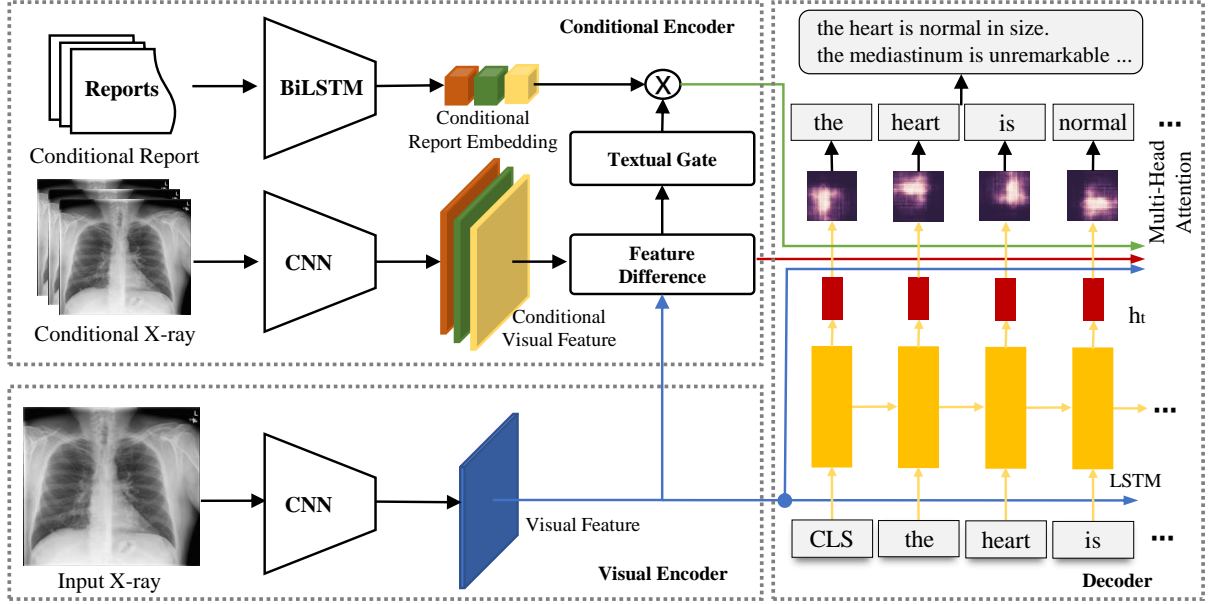 Conditional Encoder
Reports
Conditional Report
BiLSTM
Conditional
Report Embedding
X
Textual Gate
Conditional X-ray
CNN
Conditional
Visual Feature
Feature
Difference
Input X-ray
CNN
Visual Feature
Visual Encoder
the heart is normal in size.
the mediastinum is unremarkable ...
the heart is normal ...
Multi-Head
Attention
ht
...
LSTM
CLS the heart is ...
Decoder